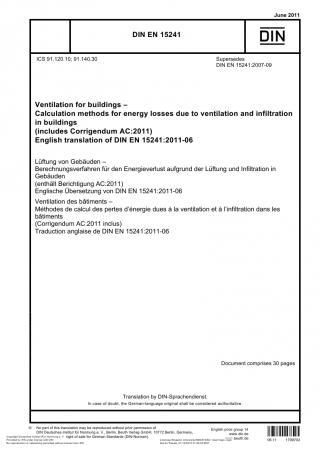 June 2011
DIN EN 15241
DIN
ICS 91.120.10; 91.140.30
Supersedes
DIN EN 15241:2007-09
Ventilation for buildings –
Calculation methods for energy losses due to ventilation and infiltration
in buildings
(includes Corrigendum AC:2011)
English translation of DIN EN 15241:2011-06
Lüftung von Gebäuden –
Berechnungsverfahren für den Energieverlust aufgrund der Lüftung und Infiltration in
Gebäuden
(enthält Berichtigung AC:2011)
Englische Übersetzung von DIN EN 15241:2011-06
Ventilation des bâtiments –
Méthodes de calcul des pertes d'énergie dues à la ventilation et à l'infiltration dans les
bâtiments
(Corrigendum AC:2011 inclus)
Traduction anglaise de DIN EN 15241:2011-06
Document comprises 30 pages
Translation by DIN-Sprachendienst.
In case of doubt, the German-language original shall be considered authoritative.
© No part of this translation may be reproduced without prior permission of
DIN Deutsches Institut für Normung e. V., Berlin. Beuth Verlag GmbH, 10772 Berlin, Germany,
right of sale for German Standards (DIN-Normen).
English price group 14
www.din.de
beuth.de